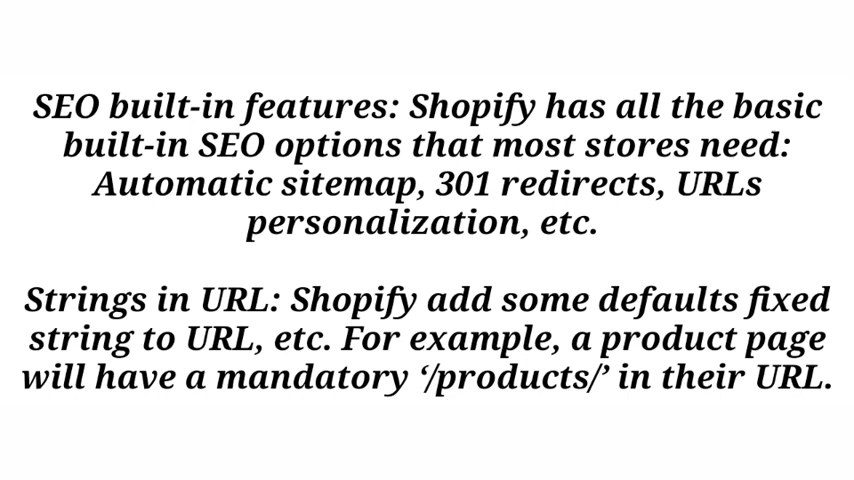 SEO built-in features: Shopify has all the basic
built-in SEO options that most stores need:
Automatic sitemap, 301 redirects, URLs
personalization, etc.
Strings in URL: Shopify add some defaults fixed
string to URL, etc. For example, a product page
will have a mandatory ‘/products/’ in their URL.